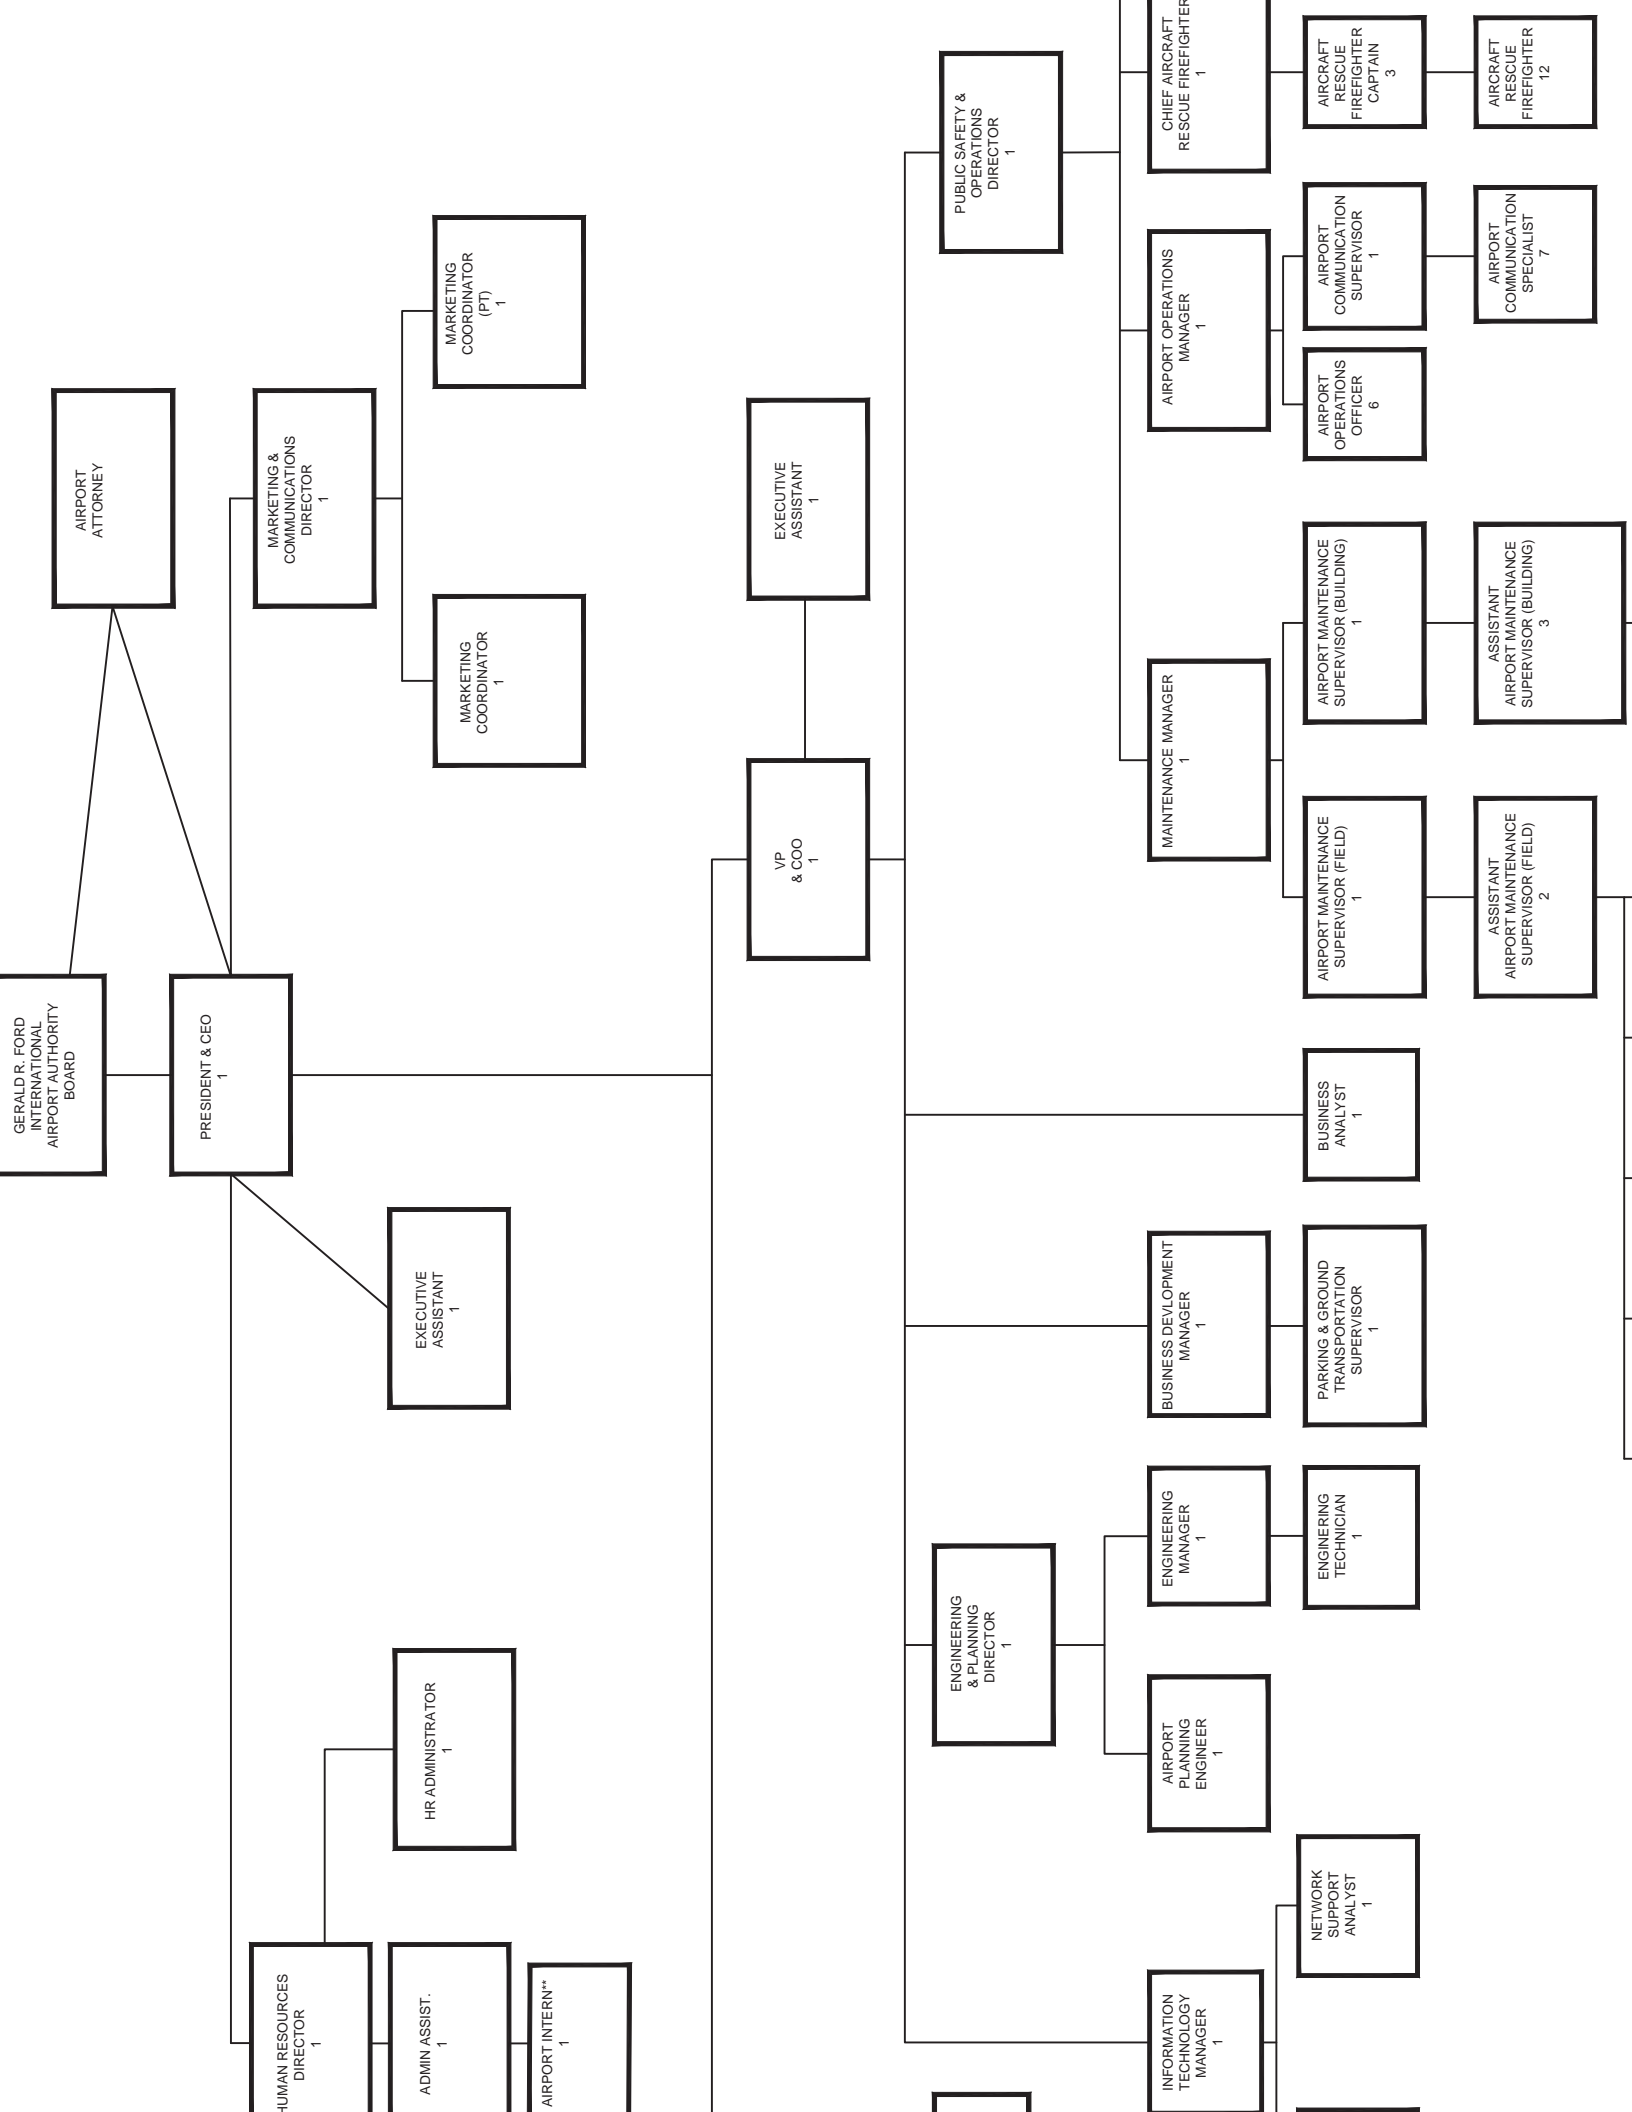 GERALD R. FORD
INTERNATIONAL
AIRPORT AUTHORITY
BOARD
AIRPORT
ATTORNEY
PRESIDENT & CEO
1
HUMAN RESOURCES
DIRECTOR
1
MARKETING &
COMMUNICATIONS
DIRECTOR
1
ADMIN ASSIST.
1
HR ADMINISTRATOR
1
EXECUTIVE
ASSISTANT
1
MARKETING
COORDINATOR
1
MARKETING
COORDINATOR
(PT)
1
AIRPORT INTERN**
1
VP
& COO
1
EXECUTIVE
ASSISTANT
1
ENGINEERING
& PLANNING
DIRECTOR
1
PUBLIC SAFETY &
OPERATIONS
DIRECTOR
1
INFORMATION
TECHNOLOGY
MANAGER
1
AIRPORT
PLANNING
ENGINEER
1
ENGINEERING
MANAGER
1
BUSINESS DEVLOPMENT
MANAGER
1
MAINTENANCE MANAGER
1
AIRPORT OPERATIONS
MANAGER
1
CHIEF AIRCRAFT
RESCUE FIREFIGHTER
1
NETWORK
SUPPORT
ANALYST
1
ENGINERING
TECHNICIAN
1
PARKING & GROUND
TRANSPORTATION
SUPERVISOR
1
BUSINESS
ANALYST
1
AIRPORT MAINTENANCE
SUPERVISOR (FIELD)
1
AIRPORT MAINTENANCE
SUPERVISOR (BUILDING)
1
AIRPORT
OPERATIONS
OFFICER
6
AIRPORT
COMMUNICATION
SUPERVISOR
1
AIRCRAFT
RESCUE
FIREFIGHTER
CAPTAIN
3
ASSISTANT
AIRPORT MAINTENANCE
SUPERVISOR (FIELD)
2
ASSISTANT
AIRPORT MAINTENANCE
SUPERVISOR (BUILDING)
3
AIRPORT
COMMUNICATION
SPECIALIST
7
AIRCRAFT
RESCUE
FIREFIGHTER
12